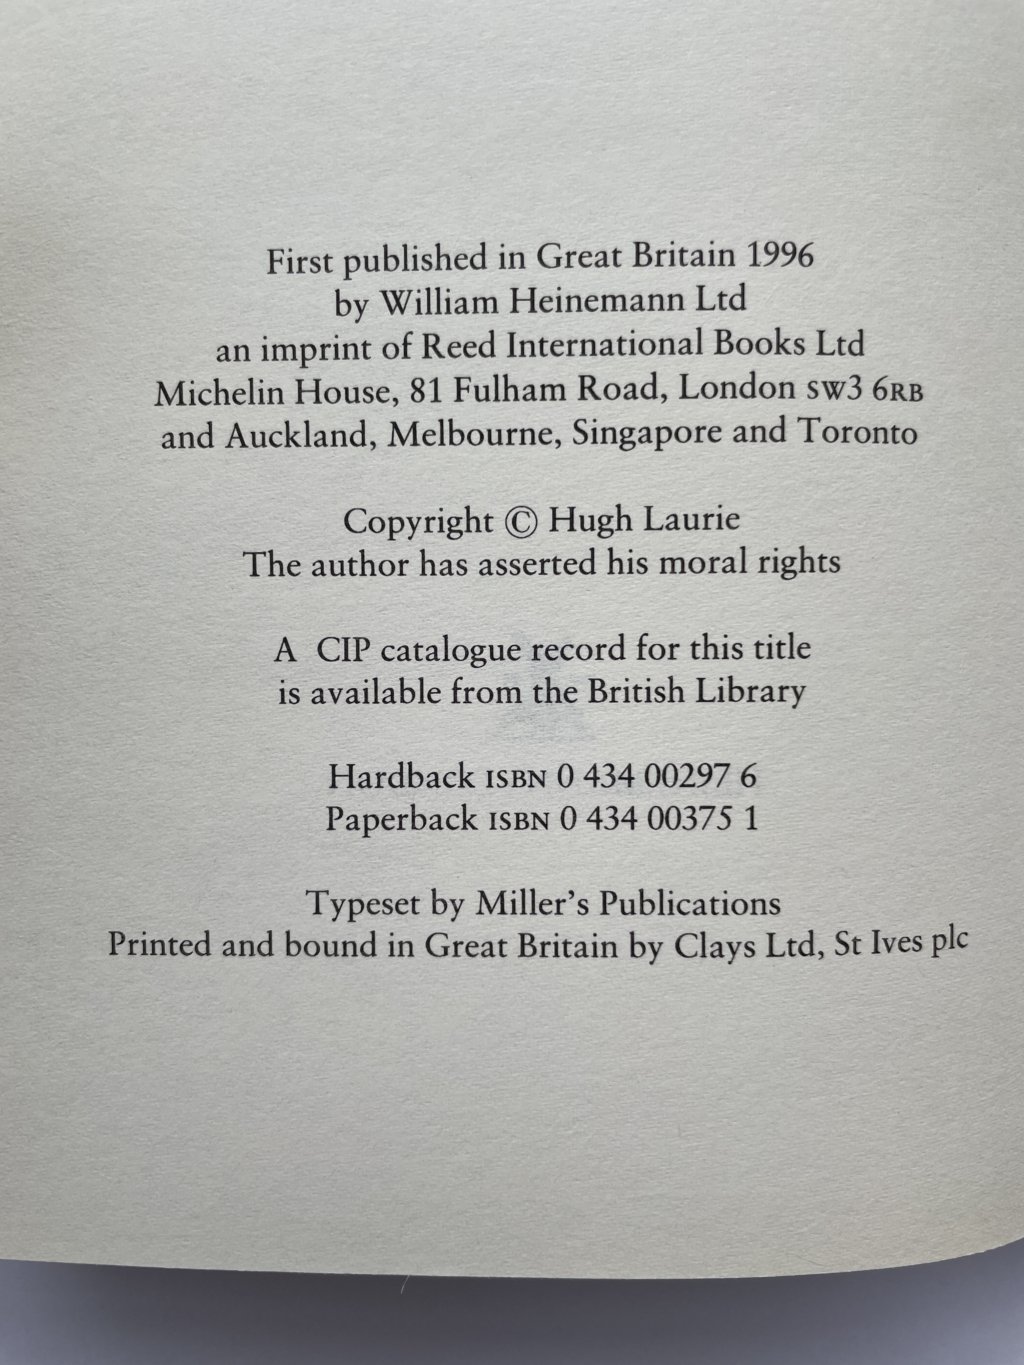 First published in Great Britain 1996
by William Heinemann Ltd
an imprint of Reed International Books Ltd
Michelin House, 81 Fulham Road, London SW3 6RB
and Auckland, Melbourne, Singapore and Toronto
Copyright © Hugh Laurie
The author has asserted his moral rights
A CIP catalogue record for this title
is available from the British Library
Hardback ISBN 0 434 00297 6
Paperback ISBN 0 434 00375 1
Typeset by Miller's Publications
Printed and bound in Great Britain by Clays Ltd, St Ives plc